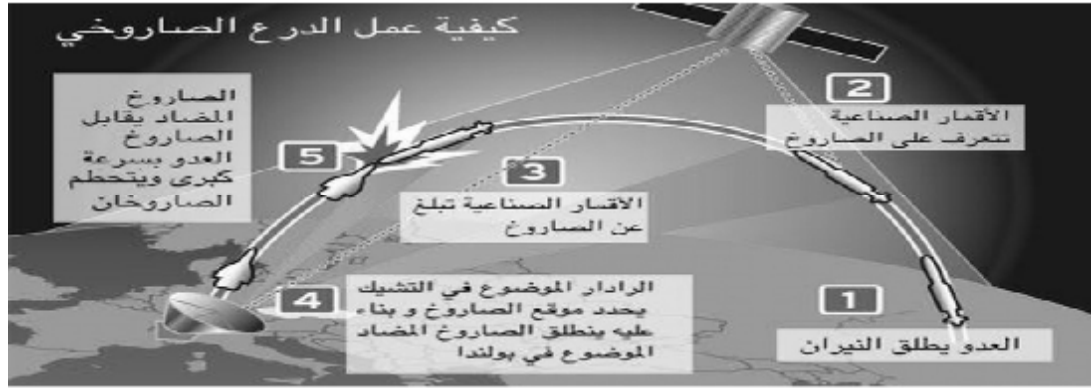 كيفية عمل الدرع الصاروخي
1
العدو يطلق النيران
2
الأقمار الصناعية
تتعرف على الصاروخ
3
الأقمار الصناعية تبلغ
عن الصاروخ
4
الرادار الموضوع في التشيك
يحدد موقع الصاروخ و بناء
عليه ينطلق الصاروخ المضاد
الموضوع في بولندا
5
الصاروخ
المضاد يقابل
الصاروخ
العدو بسرعة
كبرى ويتحطم
الصاروخان